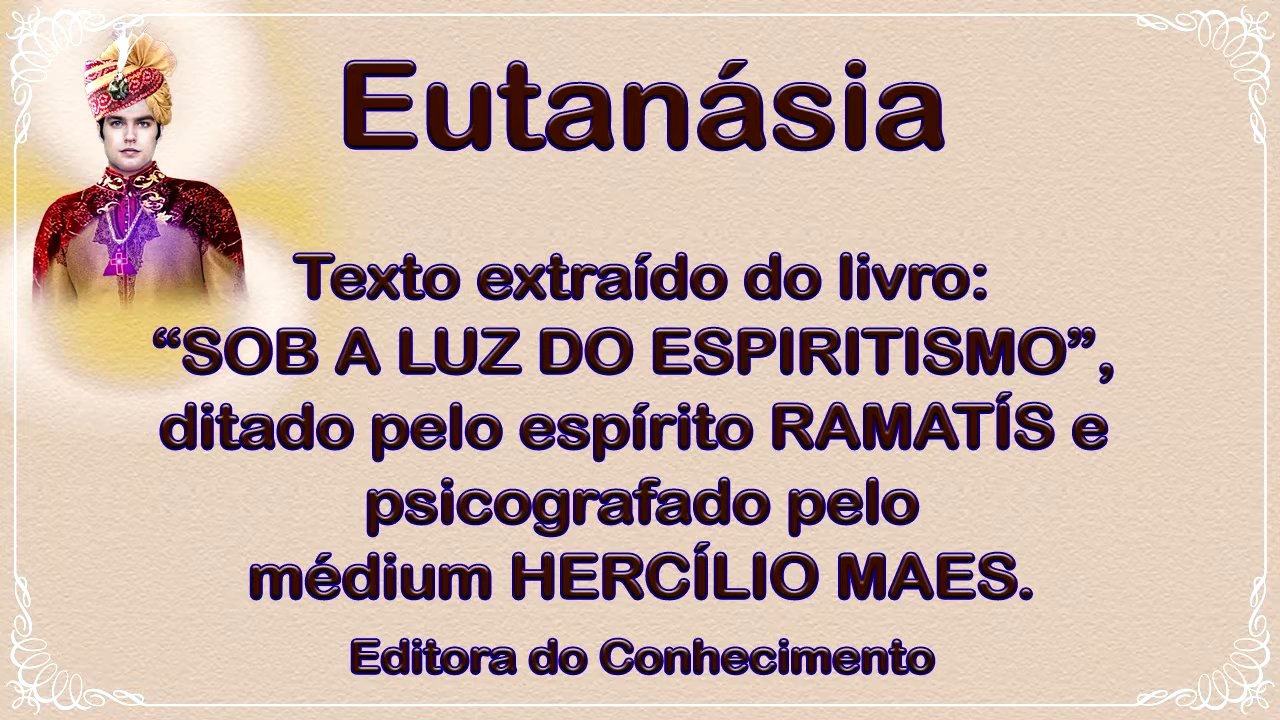 Eutanásia
Texto extraído do livro:
“SOB A LUZ DO ESPIRITISMO”,
ditado pelo espírito RAMATÍS e
psicografado pelo
médium HERCÍLIO MAES.
Editora do Conhecimento